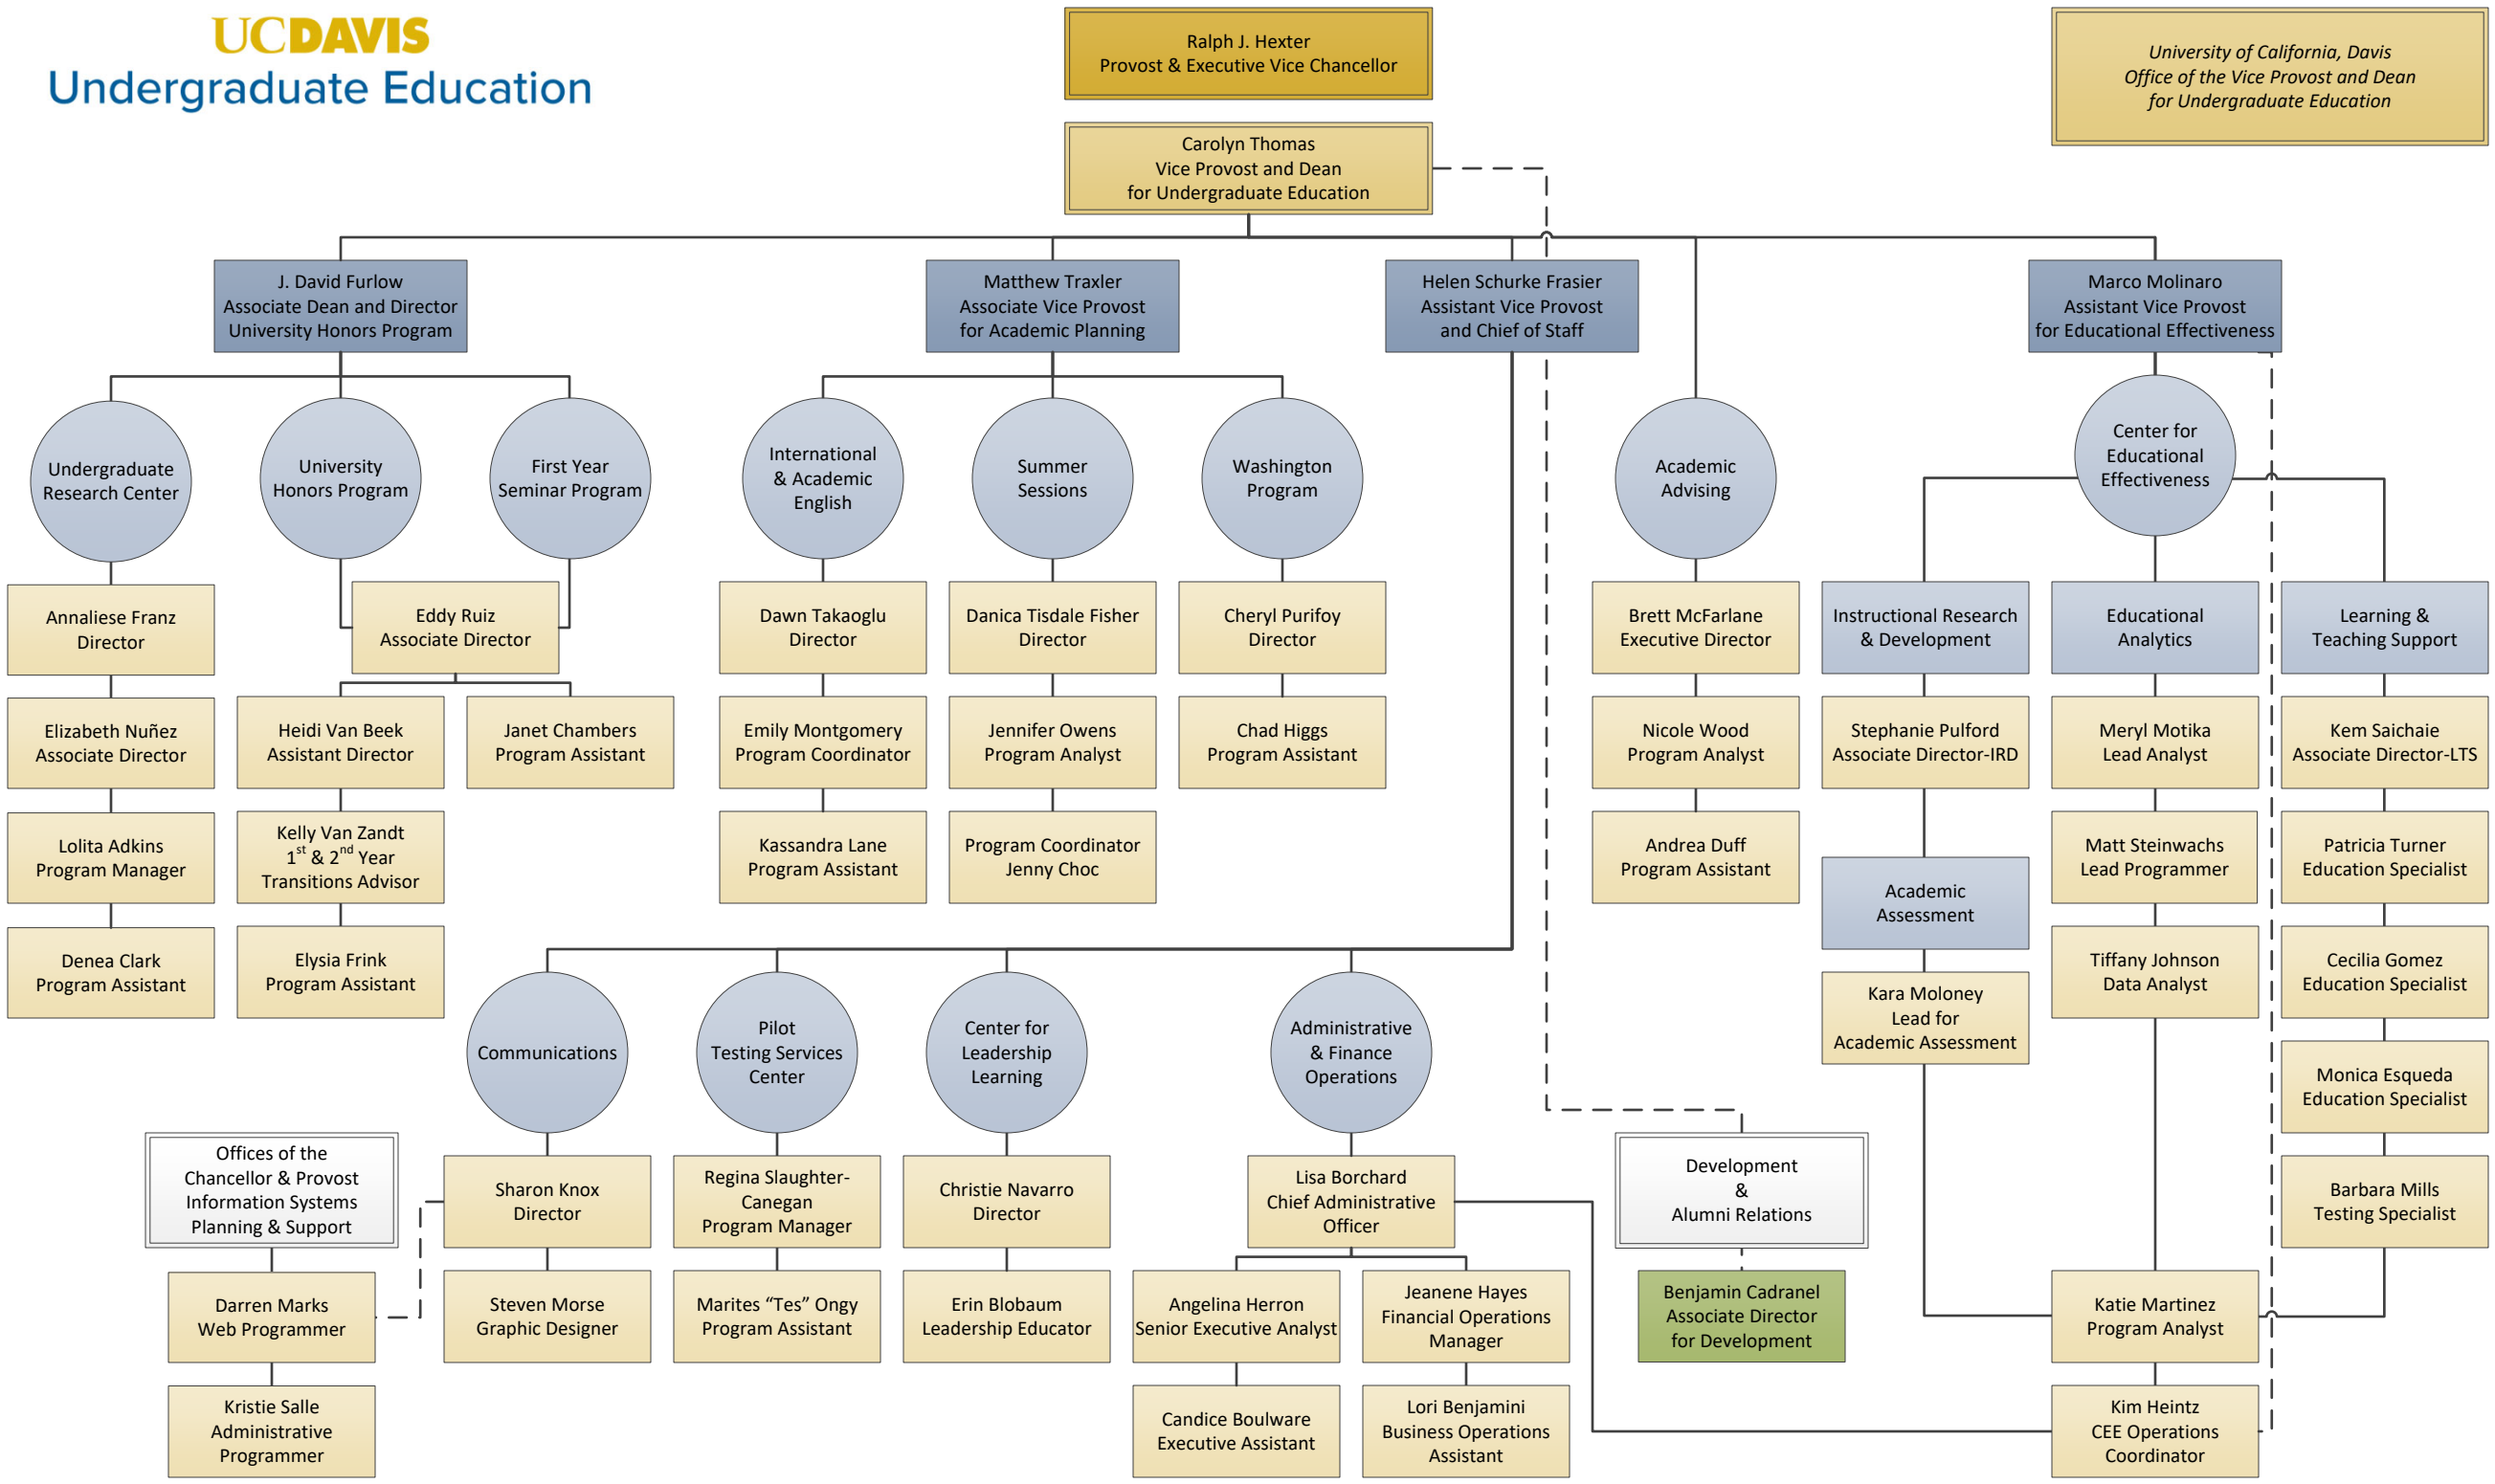 UCDAVIS
Undergraduate Education
Ralph J. Hexter
Provost & Executive Vice Chancellor
University of California, Davis
Office of the Vice Provost and Dean
for Undergraduate Education
Carolyn Thomas
Vice Provost and Dean
for Undergraduate Education
J. David Furlow
Associate Dean and Director
University Honors Program
Matthew Traxler
Associate Vice Provost
for Academic Planning
Helen Schurke Frasier
Assistant Vice Provost
and Chief of Staff
Marco Molinaro
Assistant Vice Provost
for Educational Effectiveness
Undergraduate
Research Center
University
Honors Program
First Year
Seminar Program
International
& Academic
English
Summer
Sessions
Washington
Program
Academic
Advising
Center for
Educational
Effectiveness
Annaliese Franz
Director
Eddy Ruiz
Associate Director
Dawn Takaoglu
Director
Danica Tisdale Fisher
Director
Cheryl Purifoy
Director
Brett McFarlane
Executive Director
Instructional Research
& Development
Educational
Analytics
Learning &
Teaching Support
Elizabeth Nuñez
Associate Director
Heidi Van Beek
Assistant Director
Janet Chambers
Program Assistant
Emily Montgomery
Program Coordinator
Jennifer Owens
Program Analyst
Chad Higgs
Program Assistant
Nicole Wood
Program Analyst
Stephanie Pulford
Associate Director-IRD
Meryl Motika
Lead Analyst
Kem Saichaie
Associate Director-LTS
Lolita Adkins
Program Manager
Kelly Van Zandt
1st & 2nd Year
Transitions Advisor
Kassandra Lane
Program Assistant
Program Coordinator
Jenny Choc
Andrea Duff
Program Assistant
Academic
Assessment
Matt Steinwachs
Lead Programmer
Patricia Turner
Education Specialist
Denea Clark
Program Assistant
Elysia Frink
Program Assistant
Kara Moloney
Lead for
Academic Assessment
Tiffany Johnson
Data Analyst
Cecilia Gomez
Education Specialist
Communications
Pilot
Testing Services
Center
Center for
Leadership
Learning
Administrative
& Finance
Operations
Monica Esqueda
Education Specialist
Offices of the
Chancellor & Provost
Information Systems
Planning & Support
Sharon Knox
Director
Regina Slaughter-
Canegan
Program Manager
Christie Navarro
Director
Lisa Borchard
Chief Administrative
Officer
Development
&
Alumni Relations
Barbara Mills
Testing Specialist
Darren Marks
Web Programmer
Steven Morse
Graphic Designer
Marites “Tes” Ongy
Program Assistant
Erin Blobaum
Leadership Educator
Angelina Herron
Senior Executive Analyst
Jeanene Hayes
Financial Operations
Manager
Benjamin Cadranel
Associate Director
for Development
Katie Martinez
Program Analyst
Kristie Salle
Administrative
Programmer
Candice Boulware
Executive Assistant
Lori Benjamini
Business Operations
Assistant
Kim Heintz
CEE Operations
Coordinator